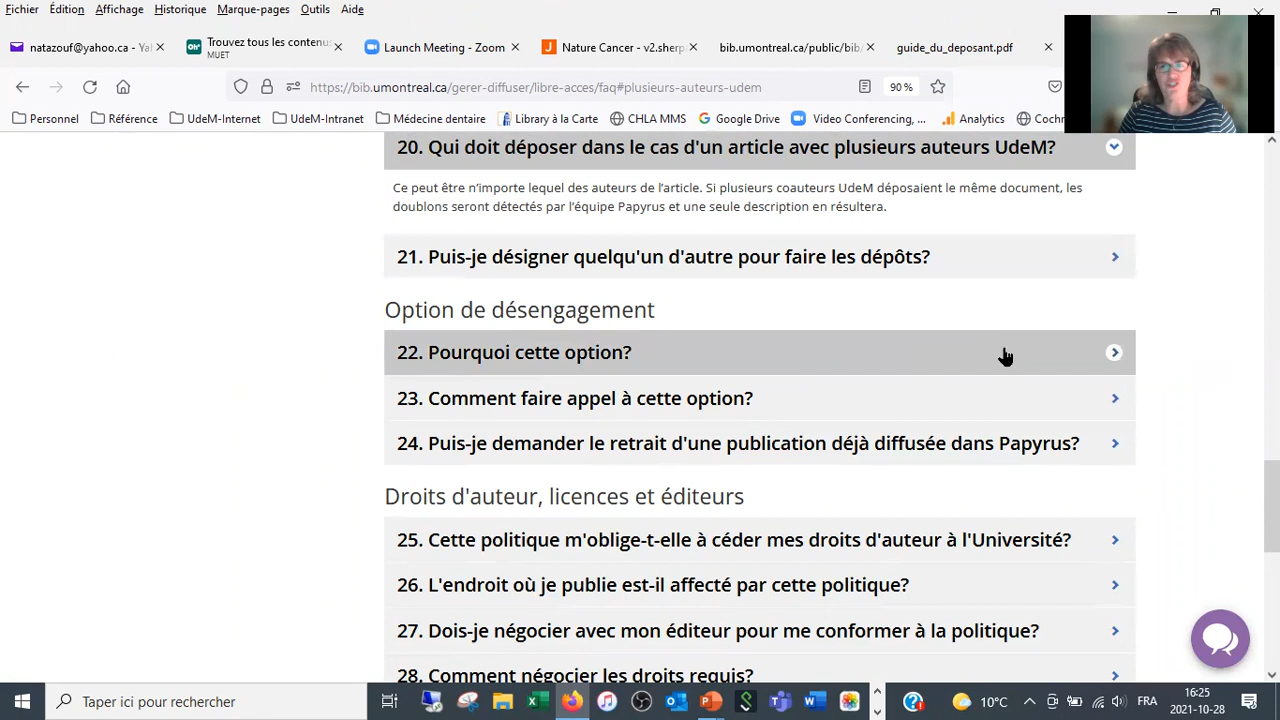 Fichier Édition Affichage Historique Marque-pages Outils Aide
natazouf@yahoo.ca - Ya
Trouvez tous les contenu
MUET
Launch Meeting - Zoom
Nature Cancer - v2.sherp
bib.umontreal.ca/public/bib/
guide_du_deposant.pdf
https://bib.umontreal.ca/gerer-diffuser/libre-acces/faq#plusieurs-auteurs-udem
90 %
Personnel Référence UdeM-Internet UdeM-Intranet Médecine dentaire Library à la Carte CHLA MMS Google Drive Video Conferencing, ... Analytics Cochr
20. Qui doit déposer dans le cas d'un article avec plusieurs auteurs UdeM?
Ce peut être n'importe lequel des auteurs de l'article. Si plusieurs coauteurs UdeM déposaient le même document, les
doublons seront détectés par l'équipe Papyrus et une seule description en résultera.
21. Puis-je désigner quelqu'un d'autre pour faire les dépôts?
Option de désengagement
22. Pourquoi cette option?
23. Comment faire appel à cette option?
24. Puis-je demander le retrait d'une publication déjà diffusée dans Papyrus?
Droits d'auteur, licences et éditeurs
25. Cette politique m'oblige-t-elle à céder mes droits d'auteur à l'Université?
26. L'endroit où je publie est-il affecté par cette politique?
27. Dois-je négocier avec mon éditeur pour me conformer à la politique?
28. Comment négocier les droits requis?
Taper ici pour rechercher
10°C
FRA
16:25
2021-10-28